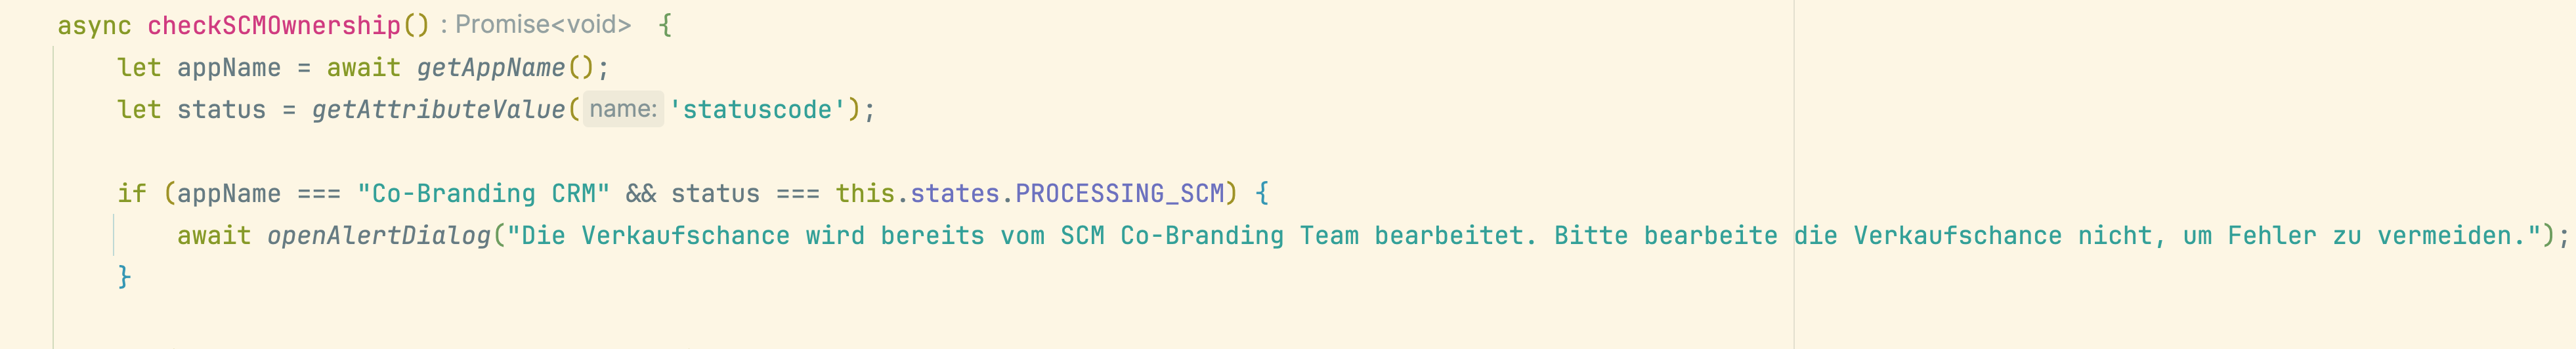 async checkSCMOwnership() : Promise<void> {
let appName = await getAppName();
let status = getAttributeValue( name: 'statuscode');
if (appName === "Co-Branding CRM" && status === this.states.PROCESSING_SCM) {
await openAlertDialog("Die Verkaufschance wird bereits vom SCM Co-Branding Team bearbeitet. Bitte bearbeite die Verkaufschance nicht, um Fehler zu vermeiden.");
}